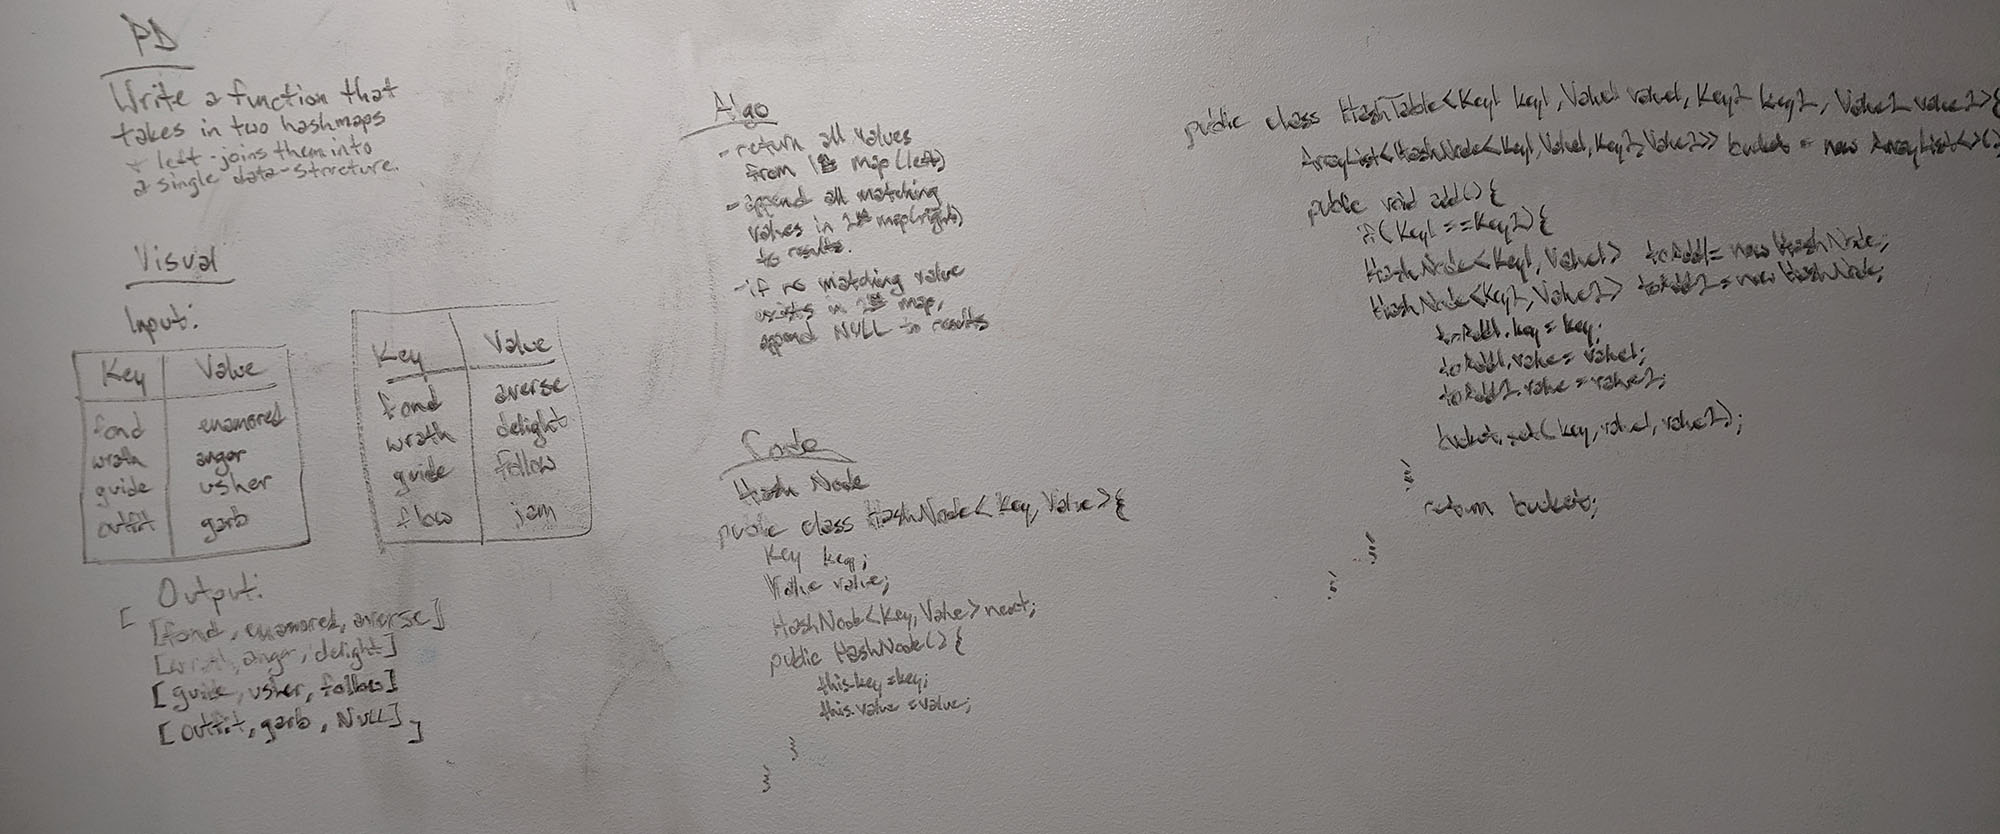 PD
Write a function that
takes in two hashmaps
+ left-joins them into
a single data-structure.
Visual
Input:
Key Value
fond enamored
wrath anger
guide usher
outfit garb
Key Value
fond averse
wrath delight
guide follow
flow jam
Output:
[ [fond, enamored, averse]
[wrath, anger, delight]
[guide, usher, follow]
[outfit, garb, NULL] ]
Algo
- return all values
from 1st map (left)
- append all matching
values in 2nd map(right)
to results.
- if no matching value
exists in 2nd map,
append NULL to results
Code
Hash Node
public class HashNode<Key, Value>{
Key key;
Value value;
HashNode<Key, Value> next;
public HashNode(){
this.key=key;
this.value=value;
}
}
public class HashTable<Key1 key1, Value1 value1, Key2 key2, Value2 value2>{
ArrayList<HashNode<Key1, Value1, Key2, Value2>> bucket = new ArrayList<>()
public void add(){
if(Key1==Key2){
HashNode<Key1, Value1> toAdd1= new HashNode;
HashNode<Key2, Value2> toAdd2 = new HashNode;
toAdd1.key = key;
toAdd1.value = value1;
toAdd2.value = value2;
bucket.set(key, value1, value2);
}
return bucket;
}
}